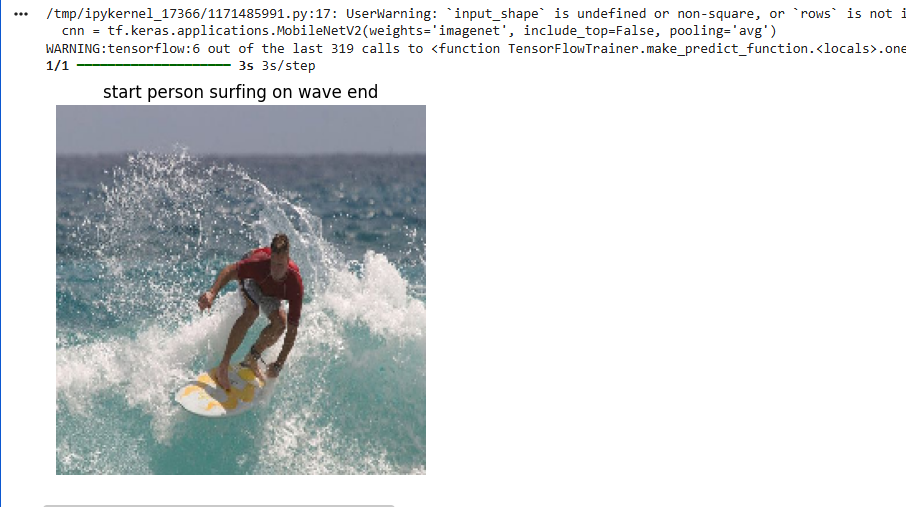 /tmp/ipykernel_17366/1171485991.py:17: UserWarning: `input_shape` is undefined or non-square, or `rows` is not i
cnn = tf.keras.applications.MobileNetV2(weights='imagenet', include_top=False, pooling='avg')
WARNING:tensorflow:6 out of the last 319 calls to <function TensorFlowTrainer.make_predict_function.<locals>.one
1/1 ━━━━━━━━━━━━━━━━━━━━ 3s 3s/step
start person surfing on wave end